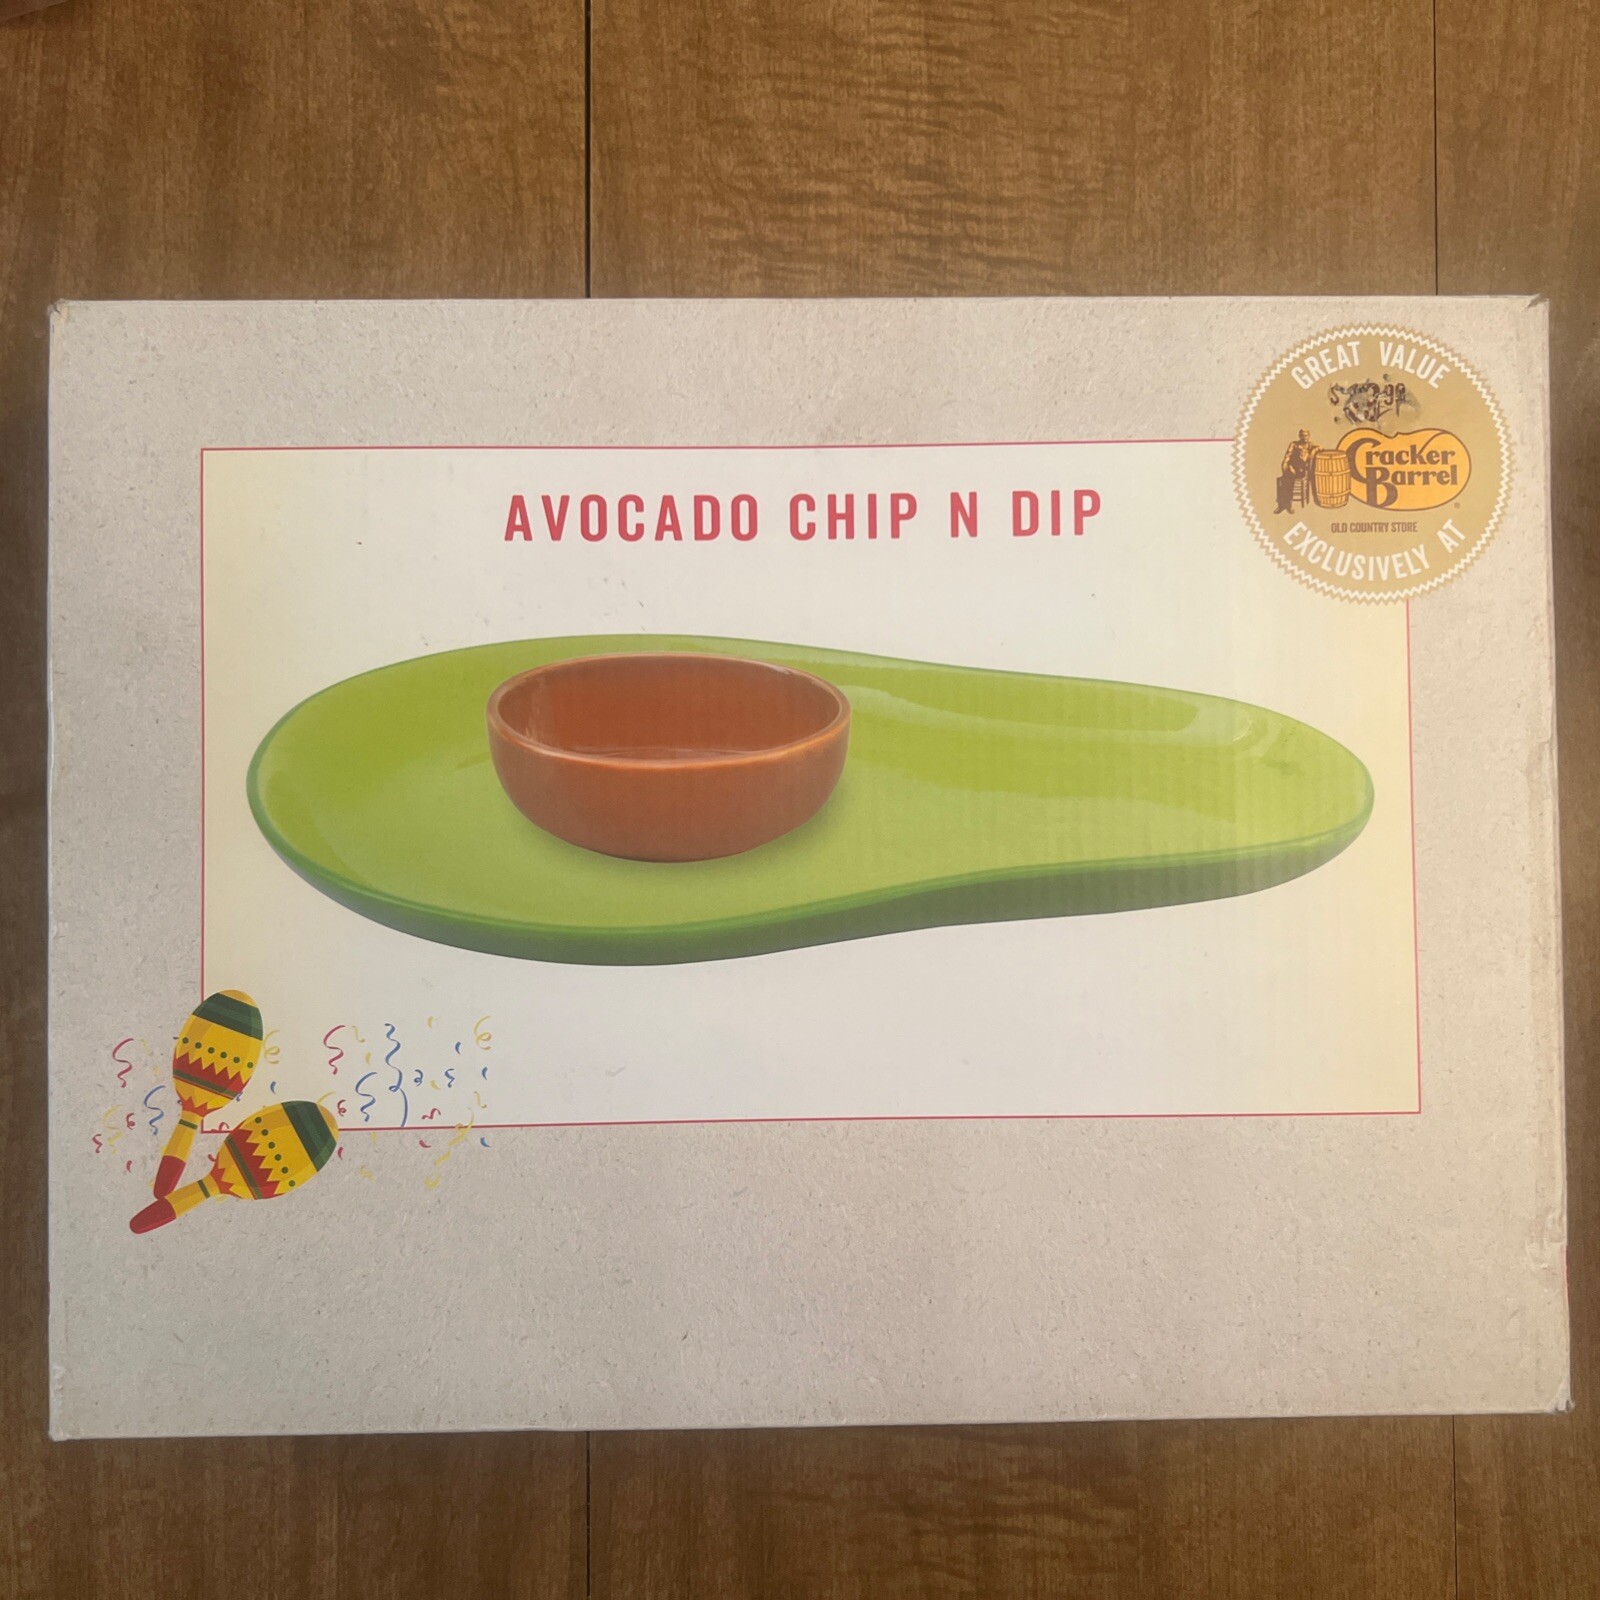 GREAT VALUE
Cracker
Barrel
OLD COUNTRY STORE
EXCLUSIVELY AT
AVOCADO CHIP N DIP